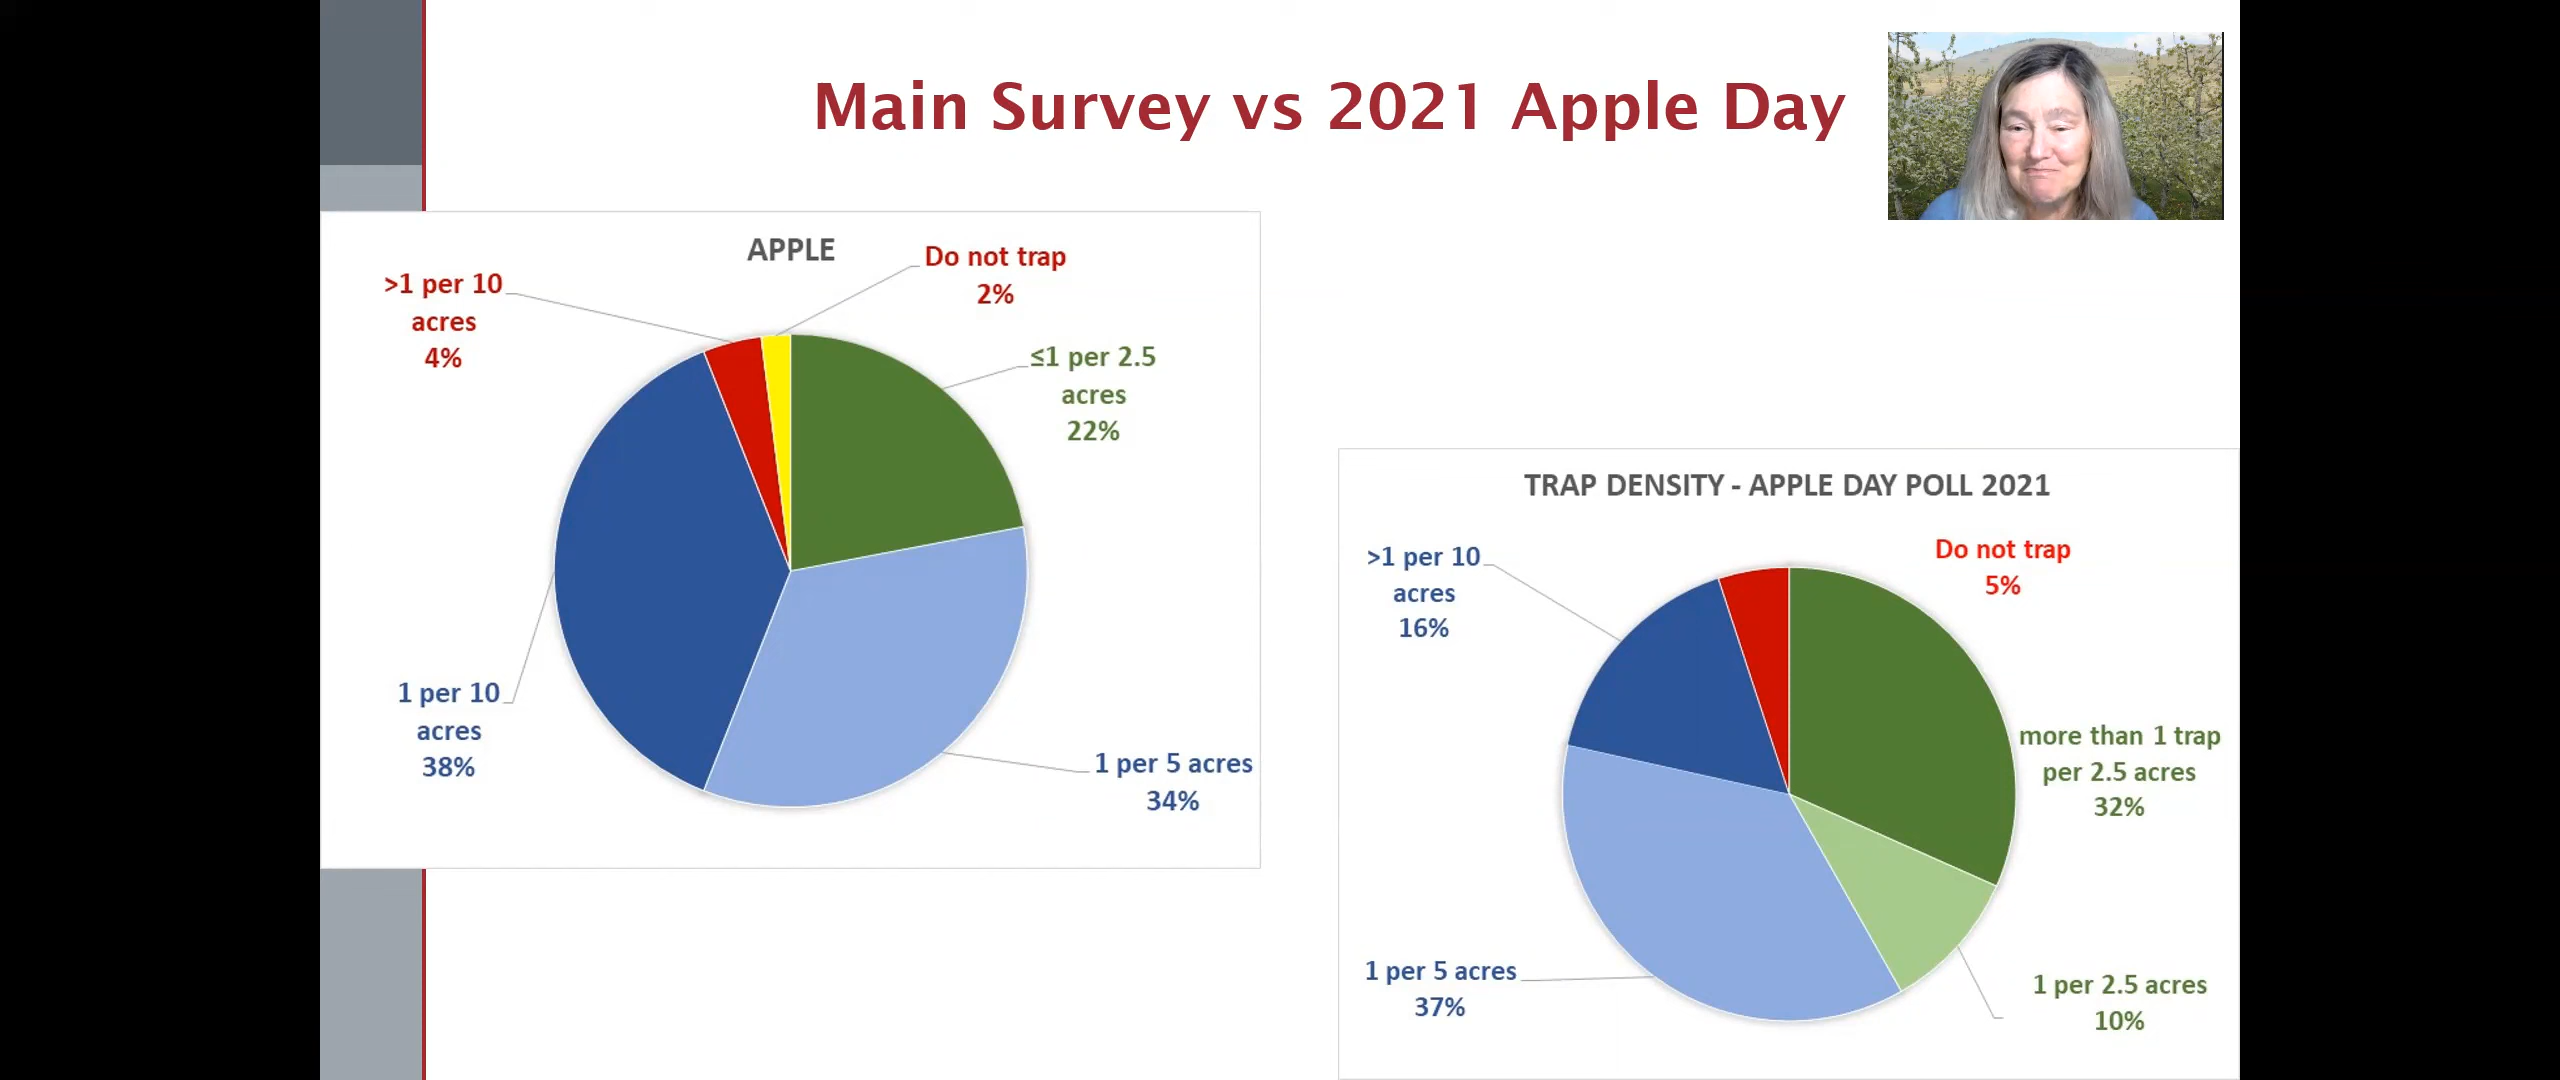 Main Survey vs 2021 Apple Day
APPLE
Do not trap
2%
>1 per 10
acres
4%
≤1 per 2.5
acres
22%
1 per 10
acres
38%
1 per 5 acres
34%
TRAP DENSITY - APPLE DAY POLL 2021
Do not trap
5%
>1 per 10
acres
16%
more than 1 trap
per 2.5 acres
32%
1 per 5 acres
37%
1 per 2.5 acres
10%